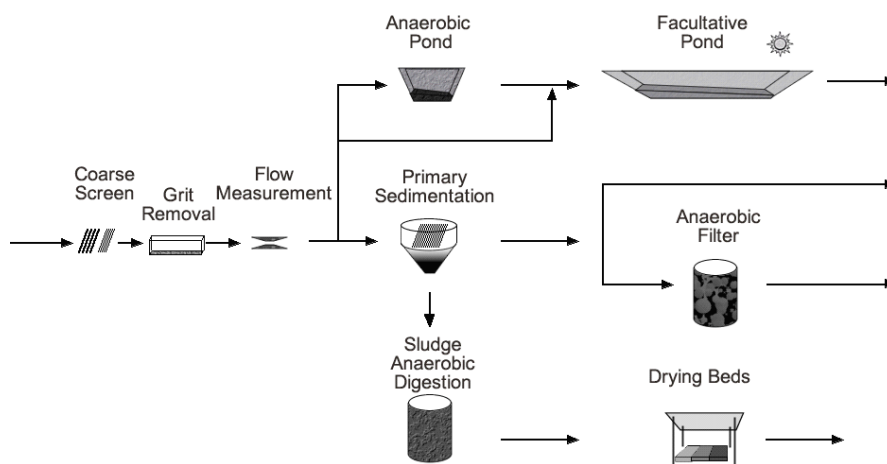 Anaerobic
Pond
Facultative
Pond
Coarse
Screen
Grit
Removal
Flow
Measurement
Primary
Sedimentation
Anaerobic
Filter
Sludge
Anaerobic
Digestion
Drying Beds